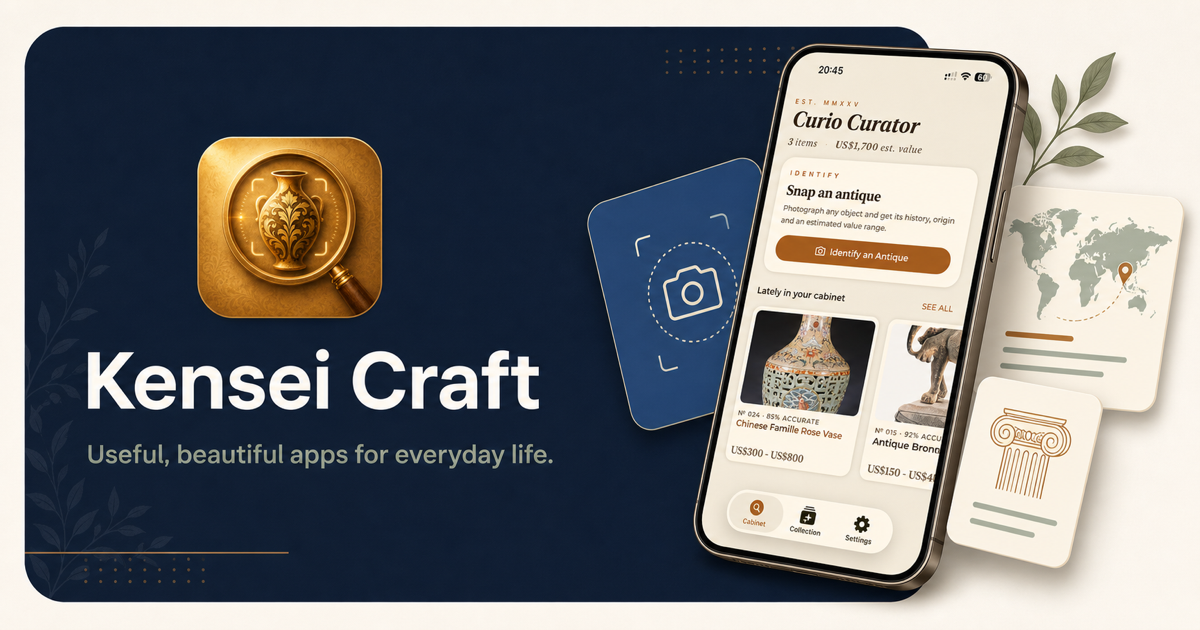 Kensei Craft
Useful, beautiful apps for everyday life.
20:45
60
EST. MMXXV
Curio Curator
3 items · US$1,700 est. value
IDENTIFY
Snap an antique
Photograph any object and get its history, origin
and an estimated value range.
Identify an Antique
Lately in your cabinet
SEE ALL
Nº 024 · 85% ACCURATE
Chinese Famille Rose Vase
US$300 - US$800
Nº 015 · 92% ACCU
Antique Bron
US$150 - US$4
Cabinet
Collection
Settings